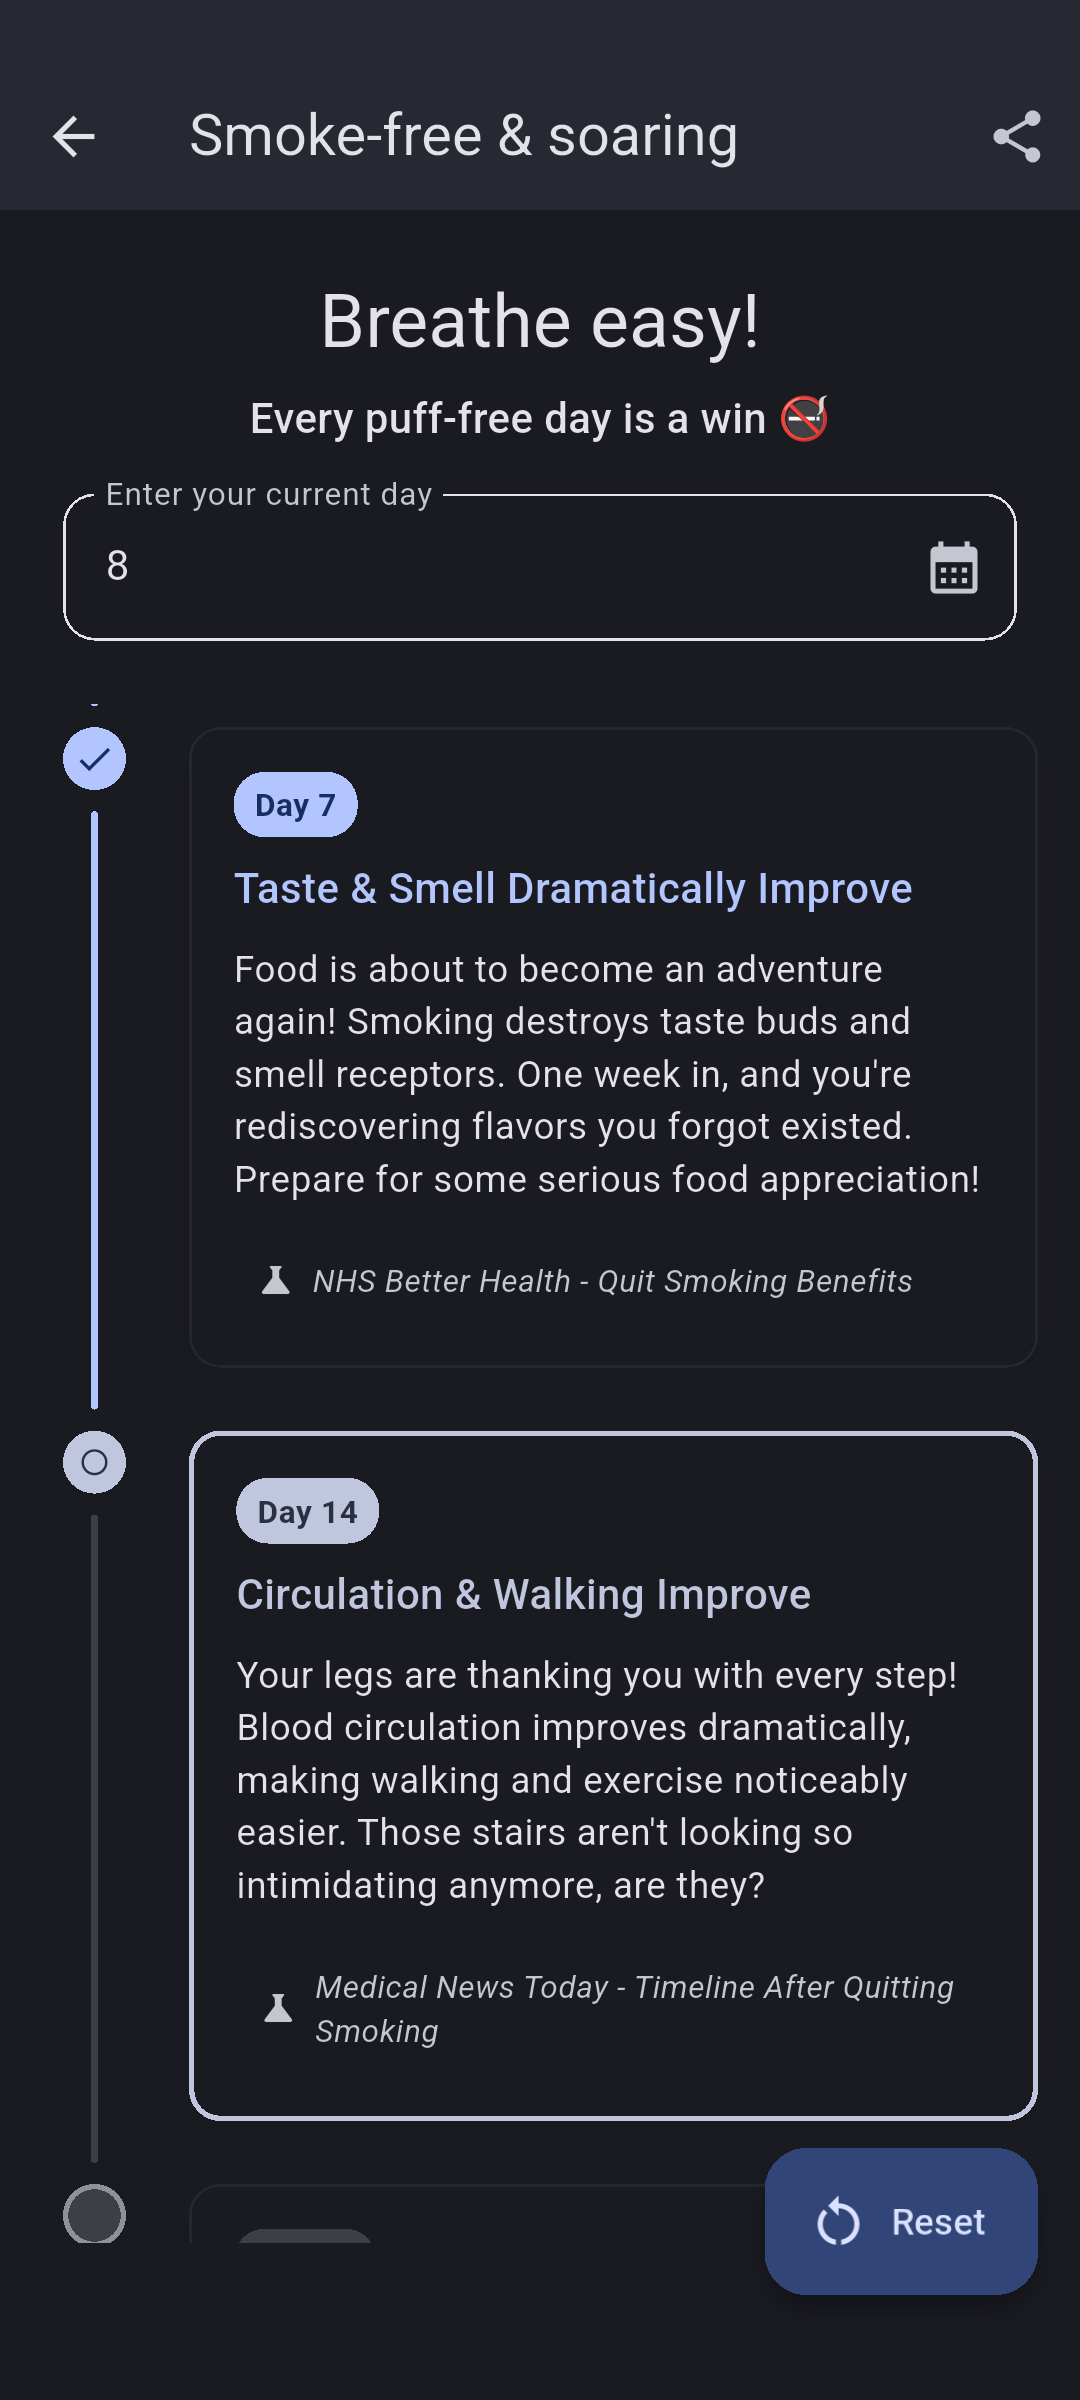 Smoke-free & soaring
Breathe easy!
Every puff-free day is a win
Enter your current day
8
Day 7
Taste & Smell Dramatically Improve
Food is about to become an adventure
again! Smoking destroys taste buds and
smell receptors. One week in, and you're
rediscovering flavors you forgot existed.
Prepare for some serious food appreciation!
NHS Better Health - Quit Smoking Benefits
Day 14
Circulation & Walking Improve
Your legs are thanking you with every step!
Blood circulation improves dramatically,
making walking and exercise noticeably
easier. Those stairs aren't looking so
intimidating anymore, are they?
Medical News Today - Timeline After Quitting
Smoking
Reset